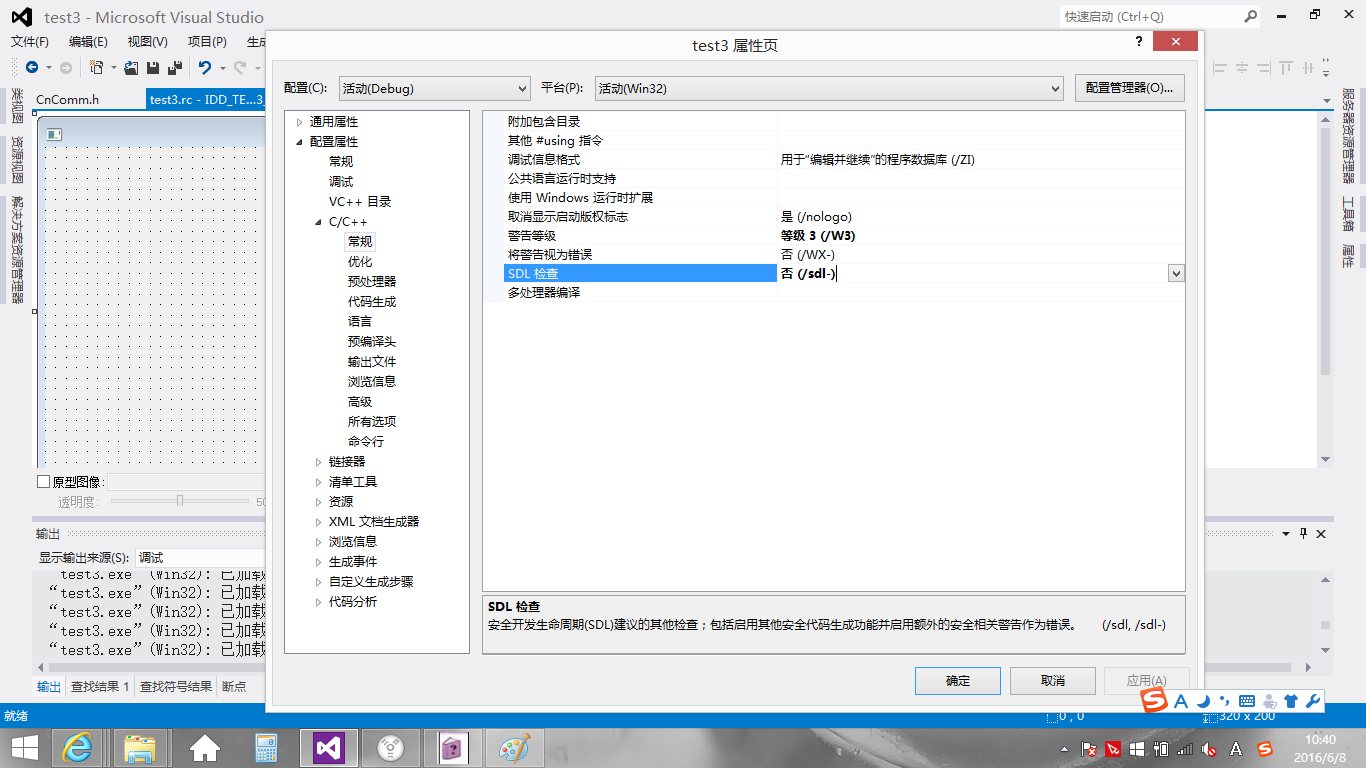 test3 - Microsoft Visual Studio
快速启动 (Ctrl+Q)
文件(F) 编辑(E) 视图(V) 项目(P) 生成
test3 属性页
?
CnComm.h
test3.rc - IDD_TE...3_
类视图
资源视图
解决方案资源管理器
服务器资源管理器
工具箱
属性
配置(C):
活动(Debug)
平台(P):
活动(Win32)
配置管理器(O)...
通用属性
配置属性
常规
调试
VC++ 目录
C/C++
常规
优化
预处理器
代码生成
语言
预编译头
输出文件
浏览信息
高级
所有选项
命令行
链接器
清单工具
资源
XML 文档生成器
浏览信息
生成事件
自定义生成步骤
代码分析
附加包含目录
其他 #using 指令
调试信息格式 用于“编辑并继续”的程序数据库 (/ZI)
公共语言运行时支持
使用 Windows 运行时扩展
取消显示启动版权标志 是 (/nologo)
警告等级 等级 3 (/W3)
将警告视为错误 否 (/WX-)
SDL 检查 否 (/sdl-)
多处理器编译
SDL 检查
安全开发生命周期(SDL)建议的其他检查；包括启用其他安全代码生成功能并启用额外的安全相关警告作为错误。 (/sdl, /sdl-)
确定
取消
应用(A)
原型图像:
透明度:
50
输出
显示输出来源(S): 调试
test3.exe” (Win32): 已加载
“test3.exe” (Win32): 已加载
“test3.exe” (Win32): 已加载
“test3.exe” (Win32): 已加载
“test3.exe” (Win32): 已加载
输出 查找结果 1 查找符号结果 断点
就绪
0 , 0
320 x 200
S A
A S
10:40
2016/6/8